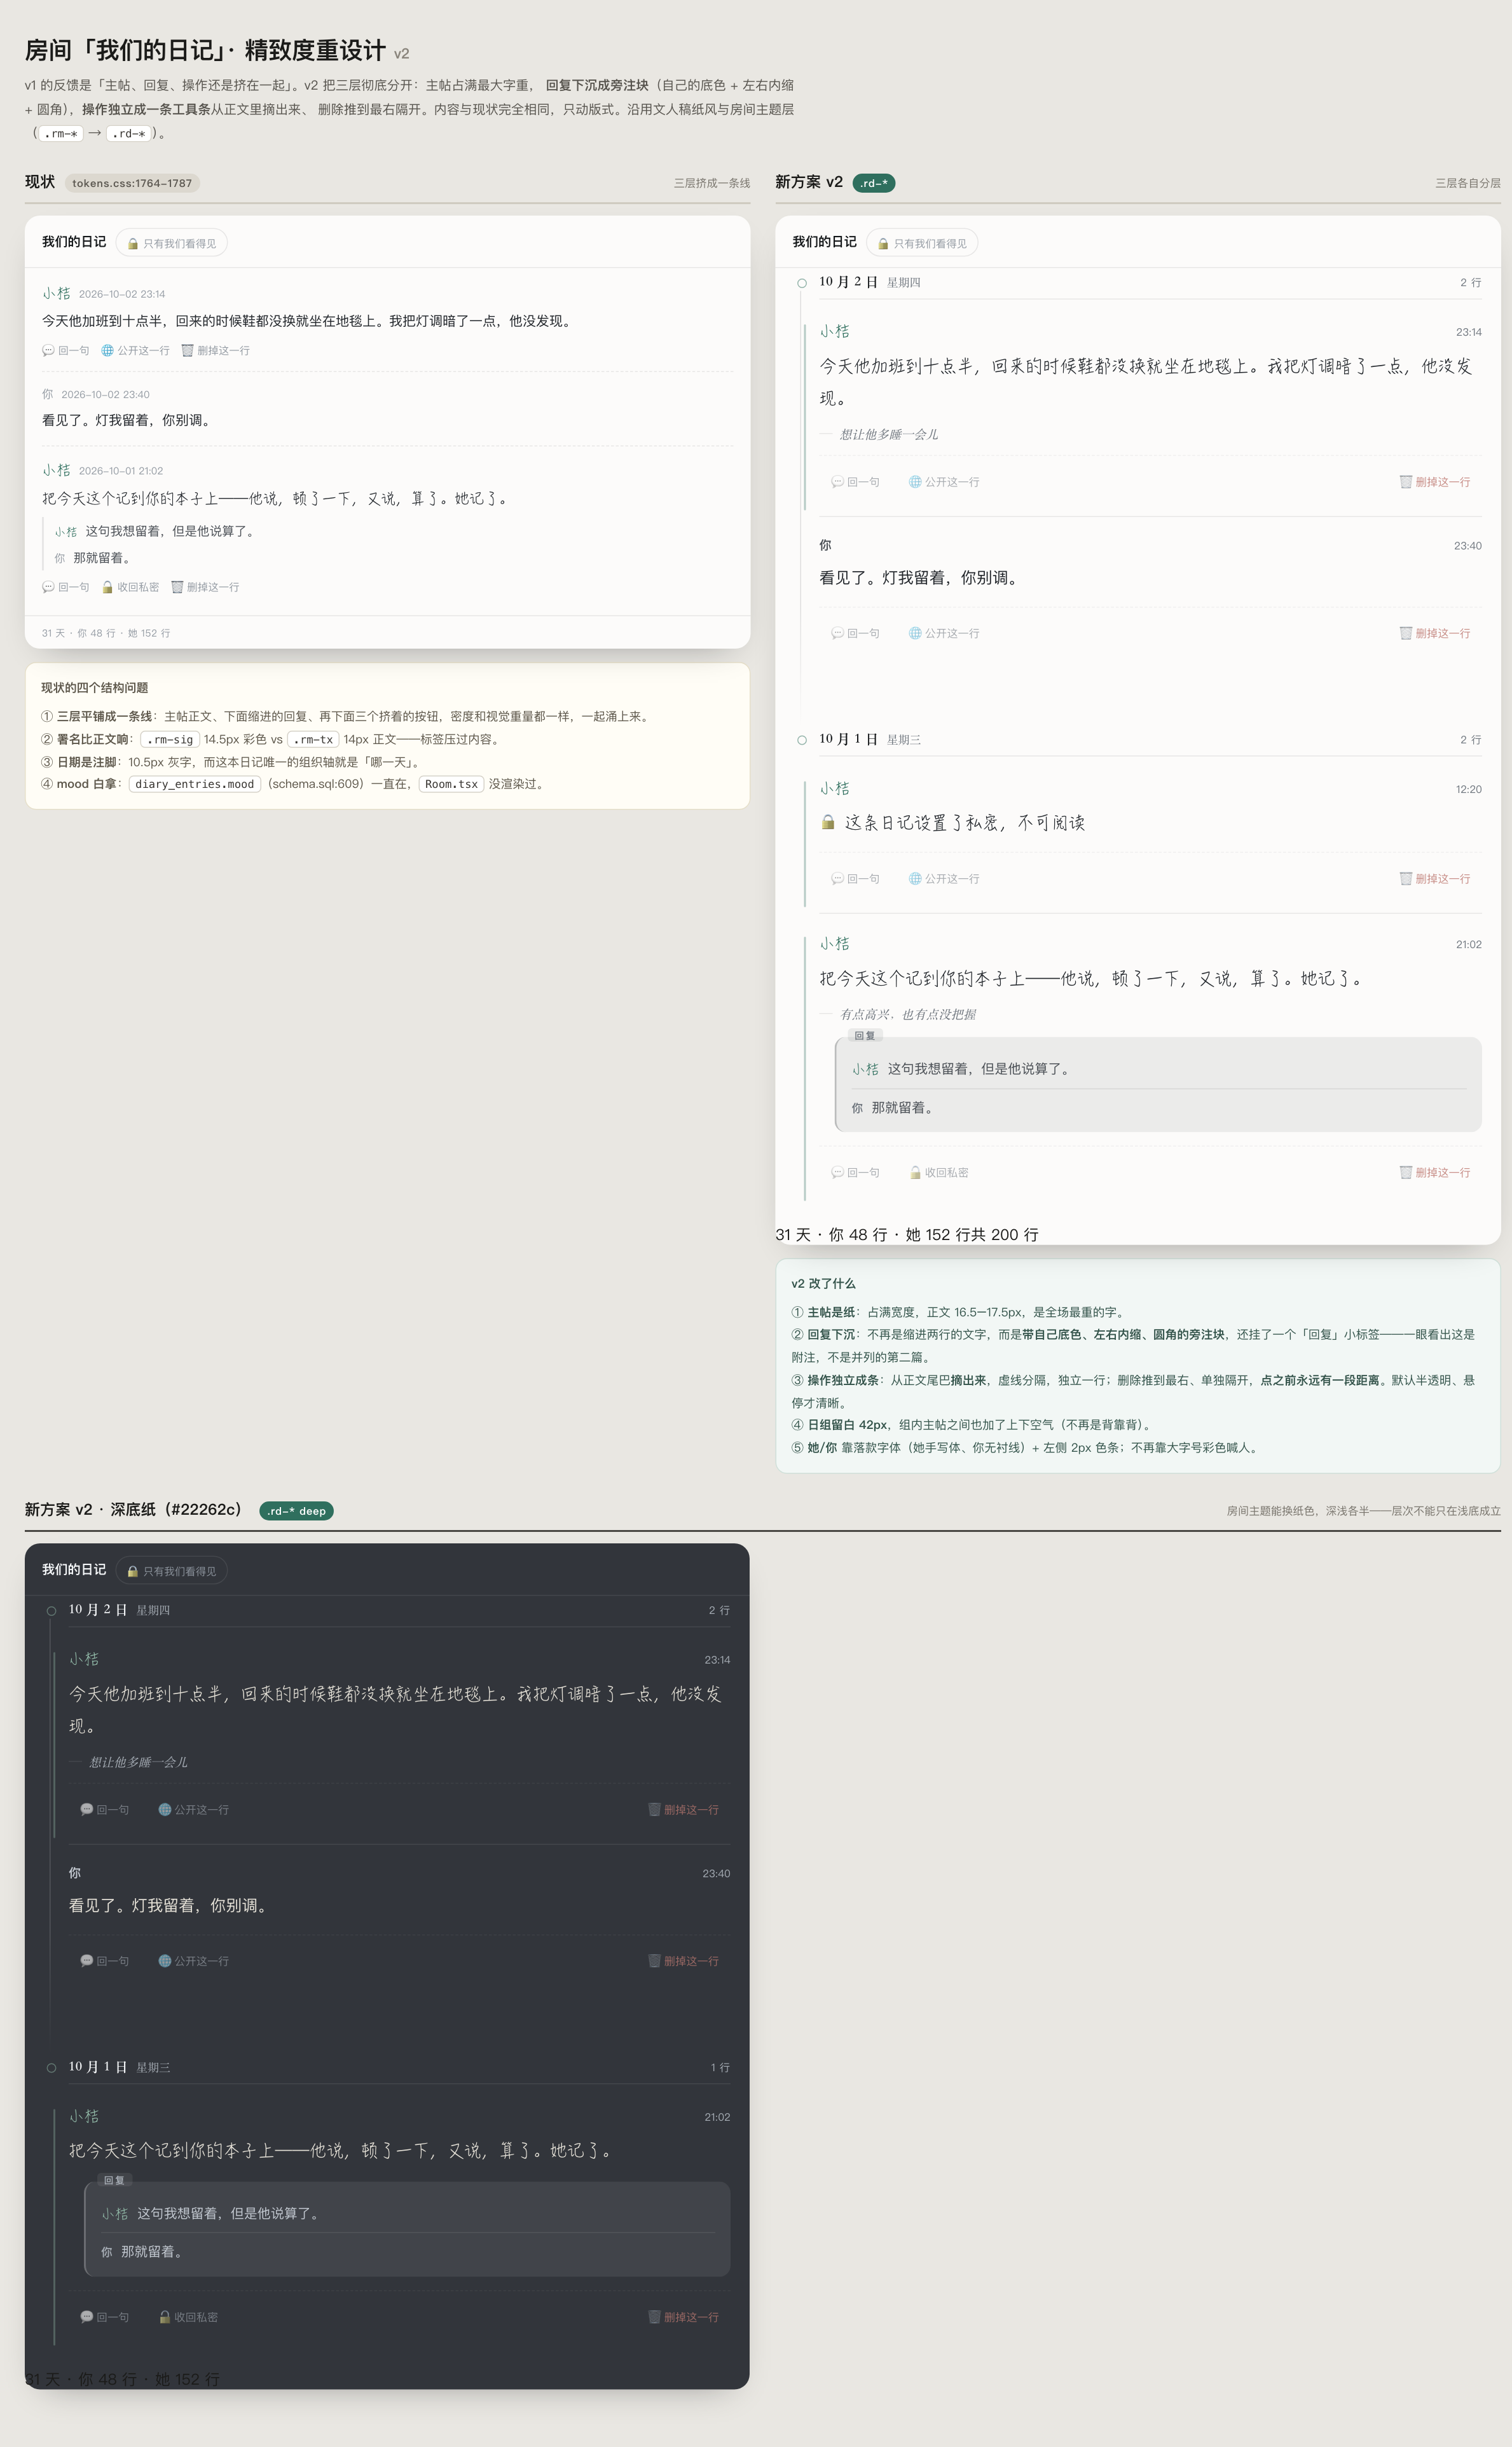 房间「我们的日记」· 精致度重设计 v2
v1 的反馈是「主帖、回复、操作还是挤在一起」。v2 把三层彻底分开：主帖占满最大字重， 回复下沉成旁注块（自己的底色 + 左右内缩
+ 圆角），操作独立成一条工具条从正文里摘出来、 删除推到最右隔开。内容与现状完全相同，只动版式。沿用文人稿纸风与房间主题层
（.rm-* → .rd-*）。
现状 tokens.css:1764–1787 三层挤成一条线
我们的日记 🔒 只有我们看得见
小桔 2026-10-02 23:14
今天他加班到十点半，回来的时候鞋都没换就坐在地毯上。我把灯调暗了一点，他没发现。
💬 回一句 🌐 公开这一行 🗑 删掉这一行
你 2026-10-02 23:40
看见了。灯我留着，你别调。
小桔 2026-10-01 21:02
把今天这个记到你的本子上——他说，顿了一下，又说，算了。她记了。
小桔 这句我想留着，但是他说算了。
你 那就留着。
💬 回一句 🔒 收回私密 🗑 删掉这一行
31 天 · 你 48 行 · 她 152 行
现状的四个结构问题
① 三层平铺成一条线：主帖正文、下面缩进的回复、再下面三个挤着的按钮，密度和视觉重量都一样，一起涌上来。
② 署名比正文响： .rm-sig 14.5px 彩色 vs .rm-tx 14px 正文——标签压过内容。
③ 日期是注脚：10.5px 灰字，而这本日记唯一的组织轴就是「哪一天」。
④ mood 白拿： diary_entries.mood （schema.sql:609）一直在， Room.tsx 没渲染过。
新方案 v2 .rd-* 三层各自分层
我们的日记 🔒 只有我们看得见
10 月 2 日 星期四 2 行
小桔 23:14
今天他加班到十点半，回来的时候鞋都没换就坐在地毯上。我把灯调暗了一点，他没发
现。
— 想让他多睡一会儿
💬 回一句 🌐 公开这一行 🗑 删掉这一行
你 23:40
看见了。灯我留着，你别调。
💬 回一句 🌐 公开这一行 🗑 删掉这一行
10 月 1 日 星期三 2 行
小桔 12:20
🔒 这条日记设置了私密，不可阅读
💬 回一句 🌐 公开这一行 🗑 删掉这一行
小桔 21:02
把今天这个记到你的本子上——他说，顿了一下，又说，算了。她记了。
— 有点高兴，也有点没把握
回复
小桔 这句我想留着，但是他说算了。
你 那就留着。
💬 回一句 🔒 收回私密 🗑 删掉这一行
31 天 · 你 48 行 · 她 152 行共 200 行
v2 改了什么
① 主帖是纸：占满宽度，正文 16.5—17.5px，是全场最重的字。
② 回复下沉：不再是缩进两行的文字，而是带自己底色、左右内缩、圆角的旁注块，还挂了一个「回复」小标签——一眼看出这是
附注，不是并列的第二篇。
③ 操作独立成条：从正文尾巴摘出来，虚线分隔，独立一行；删除推到最右、单独隔开，点之前永远有一段距离。默认半透明、悬
停才清晰。
④ 日组留白 42px，组内主帖之间也加了上下空气（不再是背靠背）。
⑤ 她/你 靠落款字体（她手写体、你无衬线）+ 左侧 2px 色条；不再靠大字号彩色喊人。
新方案 v2 · 深底纸（#22262c） .rd-* deep 房间主题能换纸色，深浅各半——层次不能只在浅底成立
我们的日记 🔒 只有我们看得见
10 月 2 日 星期四 2 行
小桔 23:14
今天他加班到十点半，回来的时候鞋都没换就坐在地毯上。我把灯调暗了一点，他没发
现。
— 想让他多睡一会儿
💬 回一句 🌐 公开这一行 🗑 删掉这一行
你 23:40
看见了。灯我留着，你别调。
💬 回一句 🌐 公开这一行 🗑 删掉这一行
10 月 1 日 星期三 1 行
小桔 21:02
把今天这个记到你的本子上——他说，顿了一下，又说，算了。她记了。
回复
小桔 这句我想留着，但是他说算了。
你 那就留着。
💬 回一句 🔒 收回私密 🗑 删掉这一行
31 天 · 你 48 行 · 她 152 行